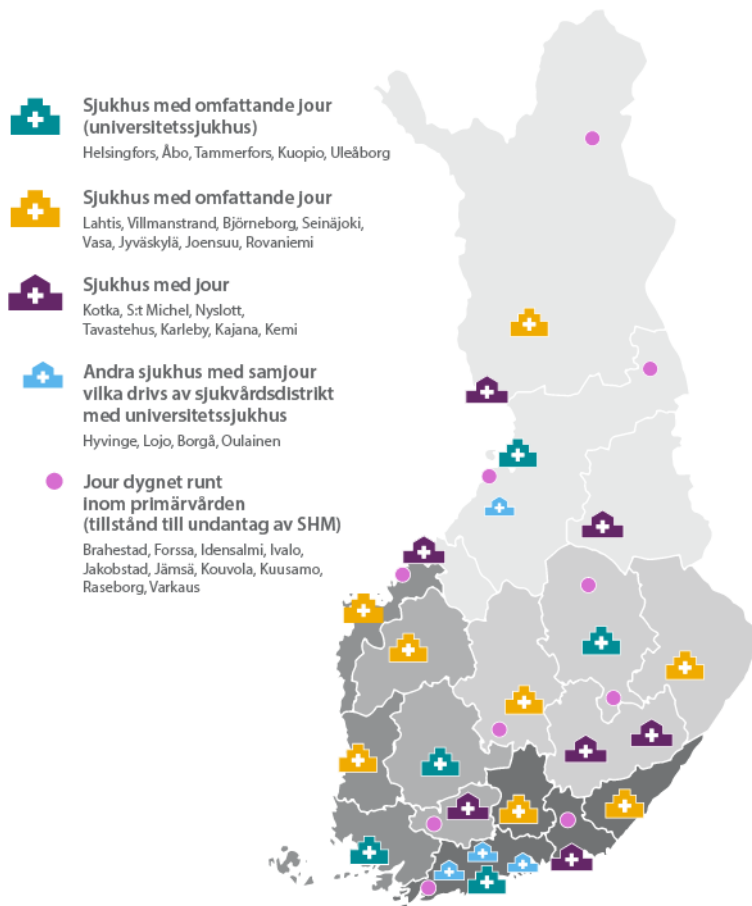 Sjukhus med omfattande jour
(universitetssjukhus)
Helsingfors, Åbo, Tammerfors, Kuopio, Uleåborg
Sjukhus med omfattande jour
Lahtis, Villmanstrand, Björneborg, Seinäjoki,
Vasa, Jyväskylä, Joensuu, Rovaniemi
Sjukhus med jour
Kotka, S:t Michel, Nyslott,
Tavastehus, Karleby, Kajana, Kemi
Andra sjukhus med samjour
vilka drivs av sjukvårdsdistrikt
med universitetssjukhus
Hyvinge, Lojo, Borgå, Oulainen
Jour dygnet runt
inom primärvården
(tillstånd till undantag av SHM)
Brahestad, Forssa, Idensalmi, Ivalo,
Jakobstad, Jämsä, Kouvola, Kuusamo,
Raseborg, Varkaus